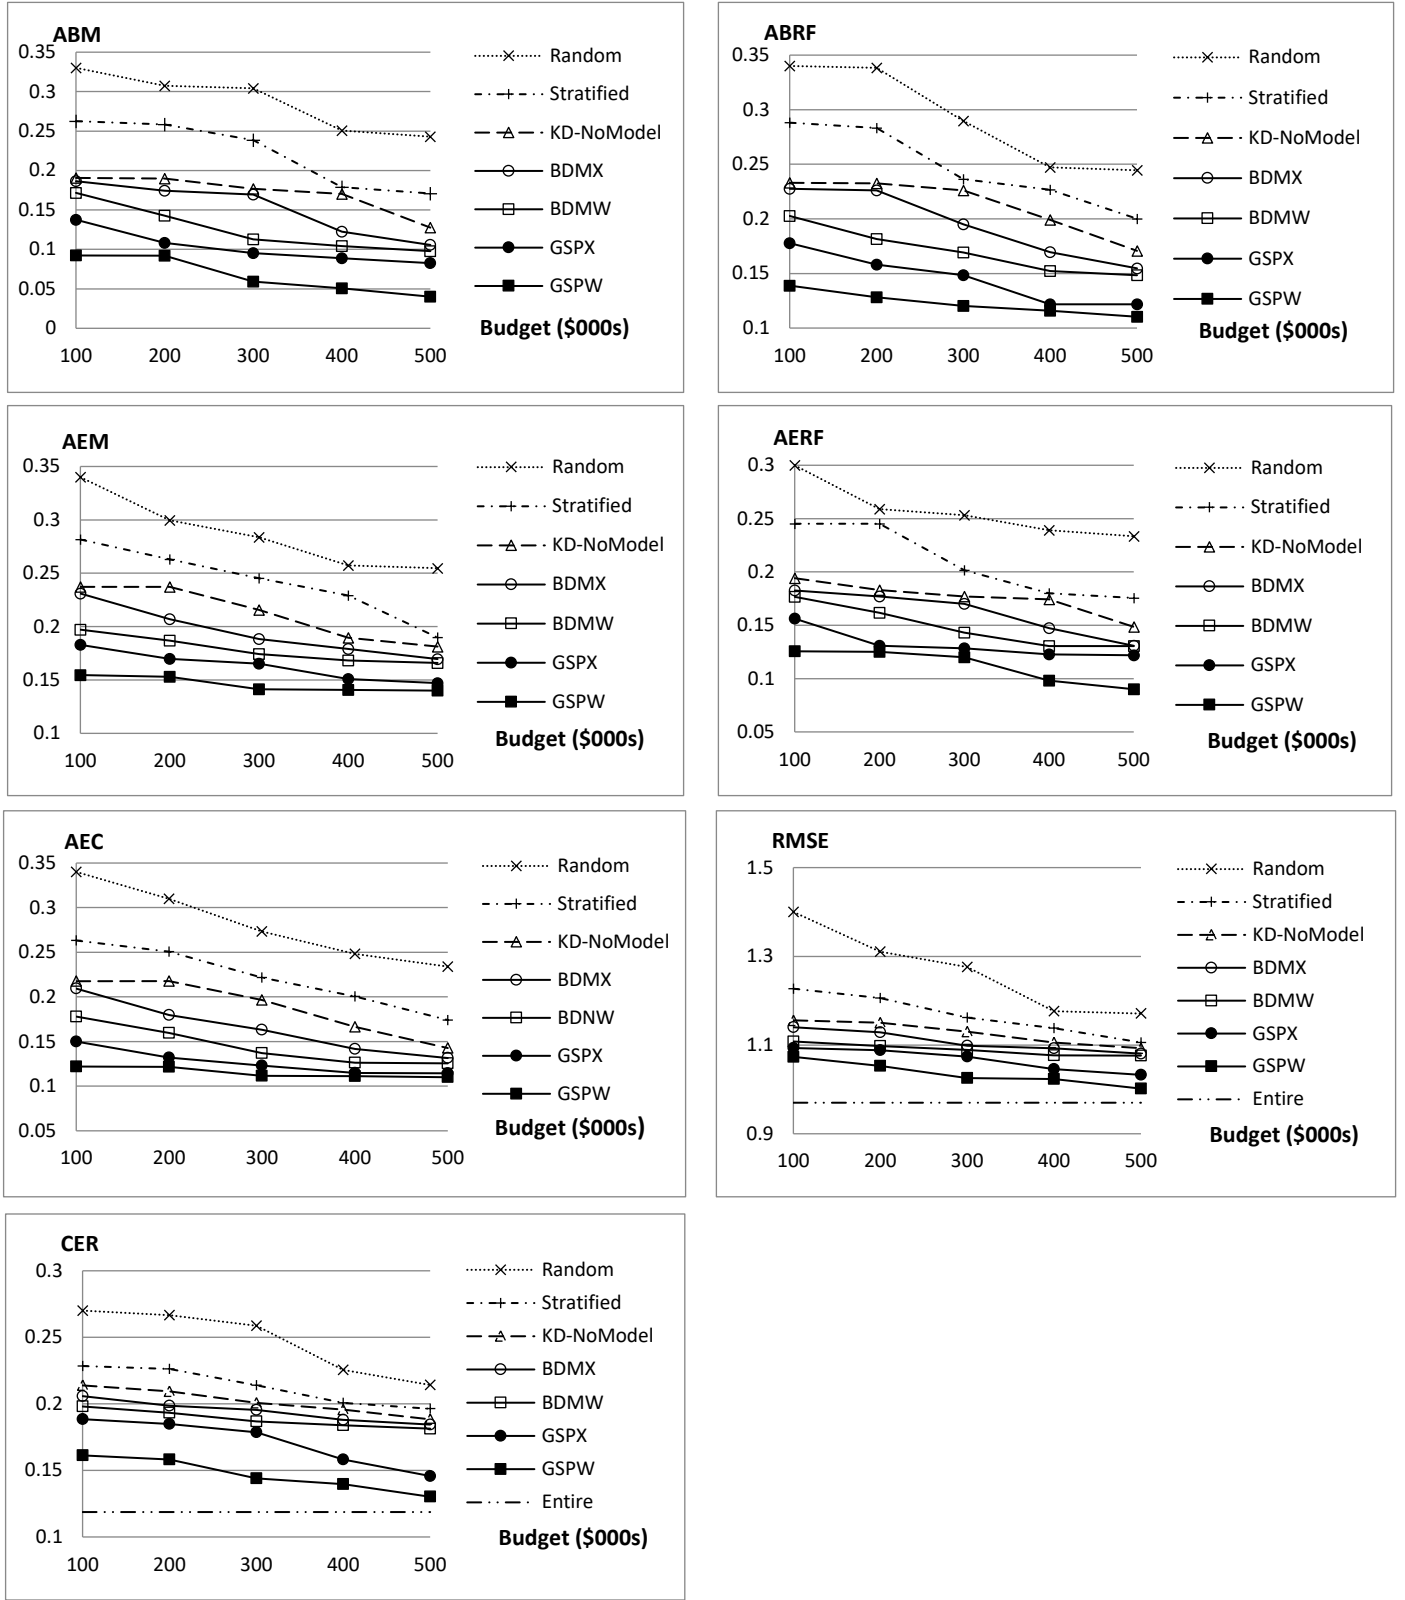 ABM
0.35
0.3
0.25
0.2
0.15
0.1
0.05
0
100 200 300 400 500
Random
Stratified
KD-NoModel
BDMX
BDMW
GSPX
GSPW
Budget ($000s)
ABRF
0.35
0.3
0.25
0.2
0.15
0.1
100 200 300 400 500
Random
Stratified
KD-NoModel
BDMX
BDMW
GSPX
GSPW
Budget ($000s)
AEM
0.35
0.3
0.25
0.2
0.15
0.1
100 200 300 400 500
Random
Stratified
KD-NoModel
BDMX
BDMW
GSPX
GSPW
Budget ($000s)
AERF
0.3
0.25
0.2
0.15
0.1
0.05
100 200 300 400 500
Random
Stratified
KD-NoModel
BDMX
BDMW
GSPX
GSPW
Budget ($000s)
AEC
0.35
0.3
0.25
0.2
0.15
0.1
0.05
100 200 300 400 500
Random
Stratified
KD-NoModel
BDMX
BDNW
GSPX
GSPW
Budget ($000s)
RMSE
1.5
1.3
1.1
0.9
100 200 300 400 500
Random
Stratified
KD-NoModel
BDMX
BDMW
GSPX
GSPW
Entire
Budget ($000s)
CER
0.3
0.25
0.2
0.15
0.1
100 200 300 400 500
Random
Stratified
KD-NoModel
BDMX
BDMW
GSPX
GSPW
Entire
Budget ($000s)